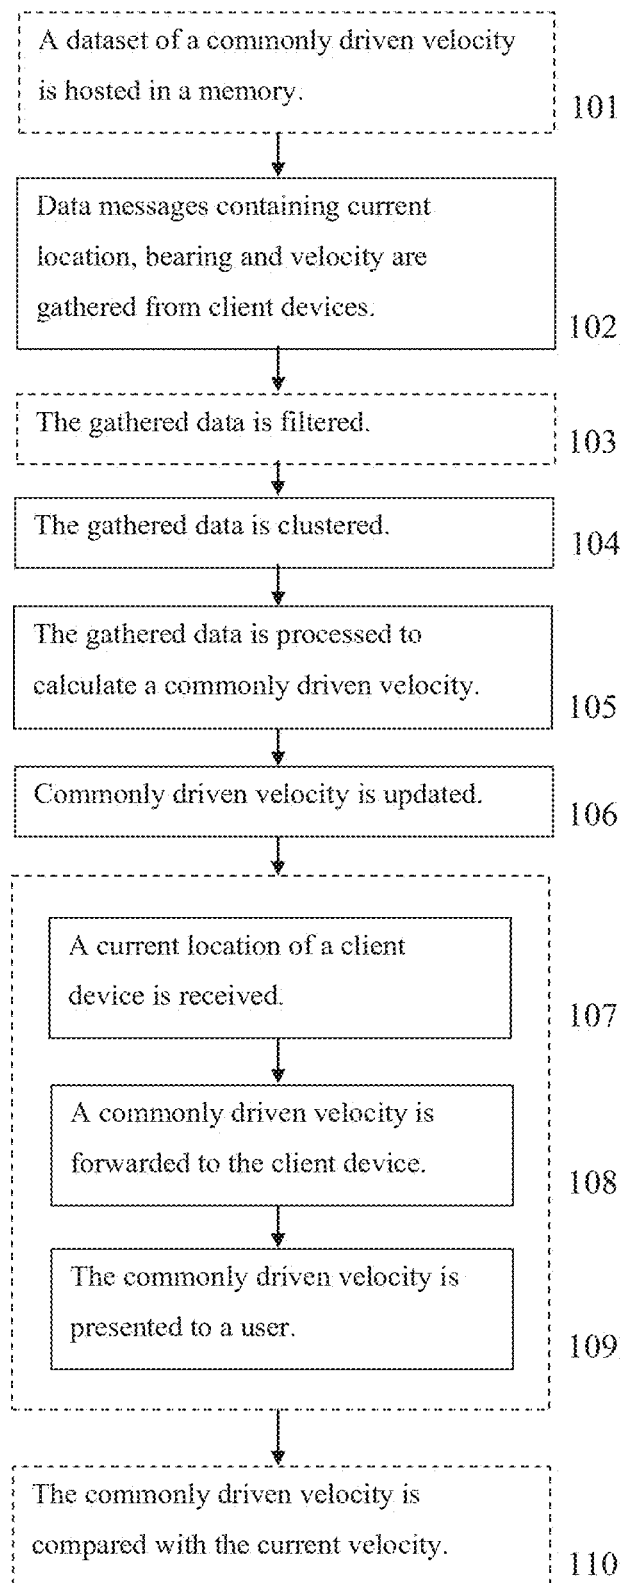 A dataset of a commonly driven velocity
is hosted in a memory.
101
Data messages containing current
location, bearing and velocity are
gathered from client devices.
102
The gathered data is filtered.
103
The gathered data is clustered.
104
The gathered data is processed to
calculate a commonly driven velocity.
105
Commonly driven velocity is updated.
106
A current location of a client
device is received.
107
A commonly driven velocity is
forwarded to the client device.
108
The commonly driven velocity is
presented to a user.
109
The commonly driven velocity is
compared with the current velocity.
110